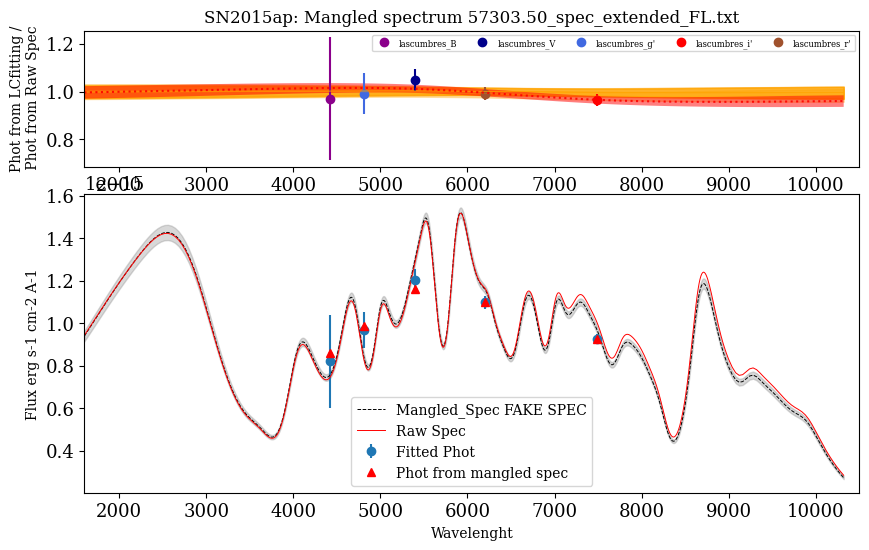 SN2015ap: Mangled spectrum 57303.50_spec_extended_FL.txt
Phot from LCfitting /
Phot from Raw Spec
1.2
1.0
0.8
lascumbres_B
lascumbres_V
lascumbres_g'
lascumbres_i'
lascumbres_r'
2000
3000
4000
5000
6000
7000
8000
9000
10000
1e−15
Flux erg s-1 cm-2 A-1
1.6
1.4
1.2
1.0
0.8
0.6
0.4
Mangled_Spec FAKE SPEC
Raw Spec
Fitted Phot
Phot from mangled spec
2000
3000
4000
5000
6000
7000
8000
9000
10000
Wavelenght